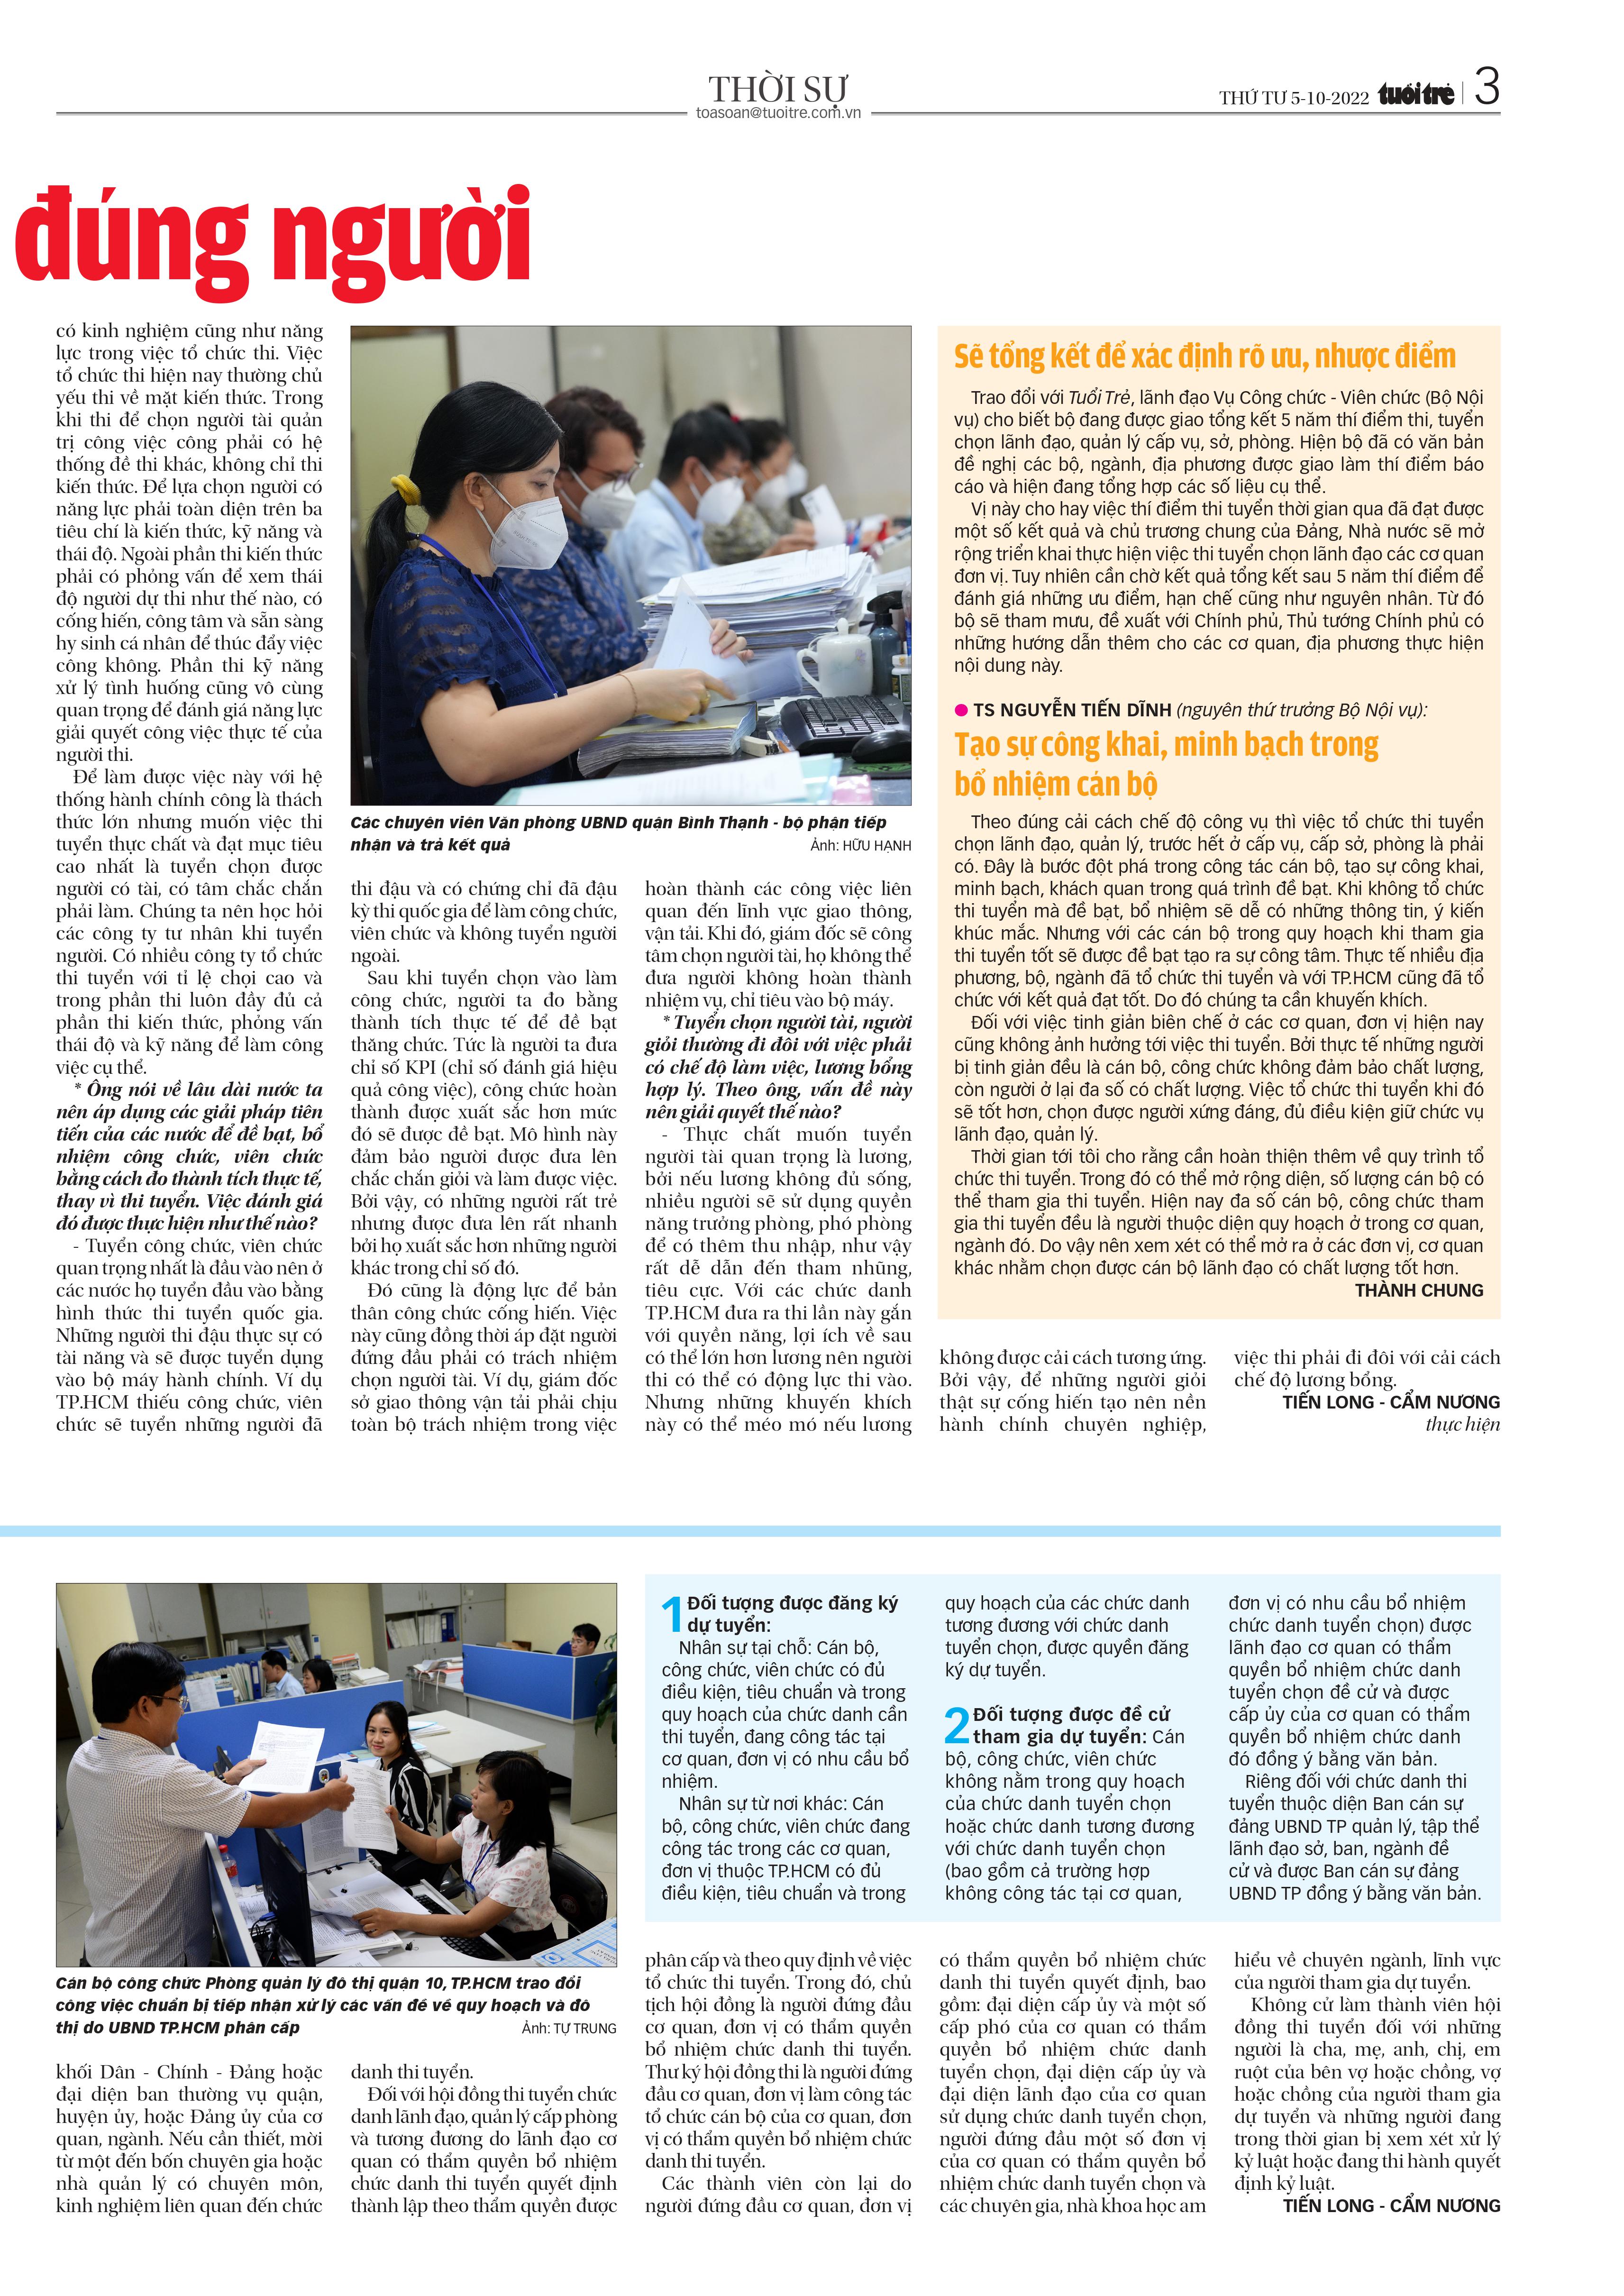 THỜI SỰ
toasoan@tuoitre.com.vn
THỨ TƯ 5-10-2022 tuổi trẻ 3
đúng người
có kinh nghiệm cũng như năng
lực trong việc tổ chức thi. Việc
tổ chức thi hiện nay thường chủ
yếu thi về mặt kiến thức. Trong
khi thi để chọn người tài quản
trị công việc công phải có hệ
thống đề thi khác, không chỉ thi
kiến thức. Để lựa chọn người có
năng lực phải toàn diện trên ba
tiêu chí là kiến thức, kỹ năng và
thái độ. Ngoài phần thi kiến thức
phải có phỏng vấn để xem thái
độ người dự thi như thế nào, có
cống hiến, công tâm và sẵn sàng
hy sinh cá nhân để thúc đẩy việc
công không. Phần thi kỹ năng
xử lý tình huống cũng vô cùng
quan trọng để đánh giá năng lực
giải quyết công việc thực tế của
người thi.
Để làm được việc này với hệ
thống hành chính công là thách
thức lớn nhưng muốn việc thi
tuyển thực chất và đạt mục tiêu
cao nhất là tuyển chọn được
người có tài, có tâm chắc chắn
phải làm. Chúng ta nên học hỏi
các công ty tư nhân khi tuyển
người. Có nhiều công ty tổ chức
thi tuyển với tỉ lệ chọi cao và
trong phần thi luôn đầy đủ cả
phần thi kiến thức, phỏng vấn
thái độ và kỹ năng để làm công
việc cụ thể.
* Ông nói về lâu dài nước ta
nên áp dụng các giải pháp tiên
tiến của các nước để đề bạt, bổ
nhiệm công chức, viên chức
bằng cách đo thành tích thực tế,
thay vì thi tuyển. Việc đánh giá
đó được thực hiện như thế nào?
- Tuyển công chức, viên chức
quan trọng nhất là đầu vào nên ở
các nước họ tuyển đầu vào bằng
hình thức thi tuyển quốc gia.
Những người thi đậu thực sự có
tài năng và sẽ được tuyển dụng
vào bộ máy hành chính. Ví dụ
TP.HCM thiếu công chức, viên
chức sẽ tuyển những người đã
Các chuyên viên Văn phòng UBND quận Bình Thạnh - bộ phận tiếp
nhận và trả kết quả Ảnh: HỮU HẠNH
thi đậu và có chứng chỉ đã đậu
kỳ thi quốc gia để làm công chức,
viên chức và không tuyển người
ngoài.
Sau khi tuyển chọn vào làm
công chức, người ta đo bằng
thành tích thực tế để đề bạt
thăng chức. Tức là người ta đưa
chỉ số KPI (chỉ số đánh giá hiệu
quả công việc), công chức hoàn
thành được xuất sắc hơn mức
đó sẽ được đề bạt. Mô hình này
đảm bảo người được đưa lên
chắc chắn giỏi và làm được việc.
Bởi vậy, có những người rất trẻ
nhưng được đưa lên rất nhanh
bởi họ xuất sắc hơn những người
khác trong chỉ số đó.
Đó cũng là động lực để bản
thân công chức cống hiến. Việc
này cũng đồng thời áp đặt người
đứng đầu phải có trách nhiệm
chọn người tài. Ví dụ, giám đốc
sở giao thông vận tải phải chịu
toàn bộ trách nhiệm trong việc
hoàn thành các công việc liên
quan đến lĩnh vực giao thông,
vận tải. Khi đó, giám đốc sẽ công
tâm chọn người tài, họ không thể
đưa người không hoàn thành
nhiệm vụ, chỉ tiêu vào bộ máy.
* Tuyển chọn người tài, người
giỏi thường đi đôi với việc phải
có chế độ làm việc, lương bổng
hợp lý. Theo ông, vấn đề này
nên giải quyết thế nào?
- Thực chất muốn tuyển
người tài quan trọng là lương,
bởi nếu lương không đủ sống,
nhiều người sẽ sử dụng quyền
năng trưởng phòng, phó phòng
để có thêm thu nhập, như vậy
rất dễ dẫn đến tham nhũng,
tiêu cực. Với các chức danh
TP.HCM đưa ra thi lần này gắn
với quyền năng, lợi ích về sau
có thể lớn hơn lương nên người
thi có thể có động lực thi vào.
Nhưng những khuyến khích
này có thể méo mó nếu lương
không được cải cách tương ứng.
Bởi vậy, để những người giỏi
thật sự cống hiến tạo nên nền
hành chính chuyên nghiệp,
việc thi phải đi đôi với cải cách
chế độ lương bổng.
TIẾN LONG - CẨM NƯƠNG
thực hiện
Sẽ tổng kết để xác định rõ ưu, nhược điểm
Trao đổi với Tuổi Trẻ, lãnh đạo Vụ Công chức - Viên chức (Bộ Nội
vụ) cho biết bộ đang được giao tổng kết 5 năm thí điểm thi, tuyển
chọn lãnh đạo, quản lý cấp vụ, sở, phòng. Hiện bộ đã có văn bản
đề nghị các bộ, ngành, địa phương được giao làm thí điểm báo
cáo và hiện đang tổng hợp các số liệu cụ thể.
Vị này cho hay việc thí điểm thi tuyển thời gian qua đã đạt được
một số kết quả và chủ trương chung của Đảng, Nhà nước sẽ mở
rộng triển khai thực hiện việc thi tuyển chọn lãnh đạo các cơ quan
đơn vị. Tuy nhiên cần chờ kết quả tổng kết sau 5 năm thí điểm để
đánh giá những ưu điểm, hạn chế cũng như nguyên nhân. Từ đó
bộ sẽ tham mưu, đề xuất với Chính phủ, Thủ tướng Chính phủ có
những hướng dẫn thêm cho các cơ quan, địa phương thực hiện
nội dung này.
● TS NGUYỄN TIẾN DĨNH (nguyên thứ trưởng Bộ Nội vụ):
Tạo sự công khai, minh bạch trong
bổ nhiệm cán bộ
Theo đúng cải cách chế độ công vụ thì việc tổ chức thi tuyển
chọn lãnh đạo, quản lý, trước hết ở cấp vụ, cấp sở, phòng là phải
có. Đây là bước đột phá trong công tác cán bộ, tạo sự công khai,
minh bạch, khách quan trong quá trình đề bạt. Khi không tổ chức
thi tuyển mà đề bạt, bổ nhiệm sẽ dễ có những thông tin, ý kiến
khúc mắc. Nhưng với các cán bộ trong quy hoạch khi tham gia
thi tuyển tốt sẽ được đề bạt tạo ra sự công tâm. Thực tế nhiều địa
phương, bộ, ngành đã tổ chức thi tuyển và với TP.HCM cũng đã tổ
chức với kết quả đạt tốt. Do đó chúng ta cần khuyến khích.
Đối với việc tinh giản biên chế ở các cơ quan, đơn vị hiện nay
cũng không ảnh hưởng tới việc thi tuyển. Bởi thực tế những người
bị tinh giản đều là cán bộ, công chức không đảm bảo chất lượng,
còn người ở lại đa số có chất lượng. Việc tổ chức thi tuyển khi đó
sẽ tốt hơn, chọn được người xứng đáng, đủ điều kiện giữ chức vụ
lãnh đạo, quản lý.
Thời gian tới tôi cho rằng cần hoàn thiện thêm về quy trình tổ
chức thi tuyển. Trong đó có thể mở rộng diện, số lượng cán bộ có
thể tham gia thi tuyển. Hiện nay đa số cán bộ, công chức tham
gia thi tuyển đều là người thuộc diện quy hoạch ở trong cơ quan,
ngành đó. Do vậy nên xem xét có thể mở ra ở các đơn vị, cơ quan
khác nhằm chọn được cán bộ lãnh đạo có chất lượng tốt hơn.
THÀNH CHUNG
Cán bộ công chức Phòng quản lý đô thị quận 10, TP.HCM trao đổi
công việc chuẩn bị tiếp nhận xử lý các vấn đề về quy hoạch và đô
thị do UBND TP.HCM phân cấp Ảnh: TỰ TRUNG
1 Đối tượng được đăng ký
dự tuyển:
Nhân sự tại chỗ: Cán bộ,
công chức, viên chức có đủ
điều kiện, tiêu chuẩn và trong
quy hoạch của chức danh cần
thi tuyển, đang công tác tại
cơ quan, đơn vị có nhu cầu bổ
nhiệm.
Nhân sự từ nơi khác: Cán
bộ, công chức, viên chức đang
công tác trong các cơ quan,
đơn vị thuộc TP.HCM có đủ
điều kiện, tiêu chuẩn và trong
quy hoạch của các chức danh
tương đương với chức danh
tuyển chọn, được quyền đăng
ký dự tuyển.
2 Đối tượng được đề cử
tham gia dự tuyển: Cán
bộ, công chức, viên chức
không nằm trong quy hoạch
của chức danh tuyển chọn
hoặc chức danh tương đương
với chức danh tuyển chọn
(bao gồm cả trường hợp
không công tác tại cơ quan,
đơn vị có nhu cầu bổ nhiệm
chức danh tuyển chọn) được
lãnh đạo cơ quan có thẩm
quyền bổ nhiệm chức danh
tuyển chọn đề cử và được
cấp ủy của cơ quan có thẩm
quyền bổ nhiệm chức danh
đó đồng ý bằng văn bản.
Riêng đối với chức danh thi
tuyển thuộc diện Ban cán sự
đảng UBND TP quản lý, tập thể
lãnh đạo sở, ban, ngành đề
cử và được Ban cán sự đảng
UBND TP đồng ý bằng văn bản.
khối Dân - Chính - Đảng hoặc
đại diện ban thường vụ quận,
huyện ủy, hoặc Đảng ủy của cơ
quan, ngành. Nếu cần thiết, mời
từ một đến bốn chuyên gia hoặc
nhà quản lý có chuyên môn,
kinh nghiệm liên quan đến chức
danh thi tuyển.
Đối với hội đồng thi tuyển chức
danh lãnh đạo, quản lý cấp phòng
và tương đương do lãnh đạo cơ
quan có thẩm quyền bổ nhiệm
chức danh thi tuyển quyết định
thành lập theo thẩm quyền được
phân cấp và theo quy định về việc
tổ chức thi tuyển. Trong đó, chủ
tịch hội đồng là người đứng đầu
cơ quan, đơn vị có thẩm quyền
bổ nhiệm chức danh thi tuyển.
Thư ký hội đồng thi là người đứng
đầu cơ quan, đơn vị làm công tác
tổ chức cán bộ của cơ quan, đơn
vị có thẩm quyền bổ nhiệm chức
danh thi tuyển.
Các thành viên còn lại do
người đứng đầu cơ quan, đơn vị
có thẩm quyền bổ nhiệm chức
danh thi tuyển quyết định, bao
gồm: đại diện cấp ủy và một số
cấp phó của cơ quan có thẩm
quyền bổ nhiệm chức danh
tuyển chọn, đại diện cấp ủy và
đại diện lãnh đạo của cơ quan
sử dụng chức danh tuyển chọn,
người đứng đầu một số đơn vị
của cơ quan có thẩm quyền bổ
nhiệm chức danh tuyển chọn và
các chuyên gia, nhà khoa học am
hiểu về chuyên ngành, lĩnh vực
của người tham gia dự tuyển.
Không cử làm thành viên hội
đồng thi tuyển đối với những
người là cha, mẹ, anh, chị, em
ruột của bên vợ hoặc chồng, vợ
hoặc chồng của người tham gia
dự tuyển và những người đang
trong thời gian bị xem xét xử lý
kỷ luật hoặc đang thi hành quyết
định kỷ luật.
TIẾN LONG - CẨM NƯƠNG